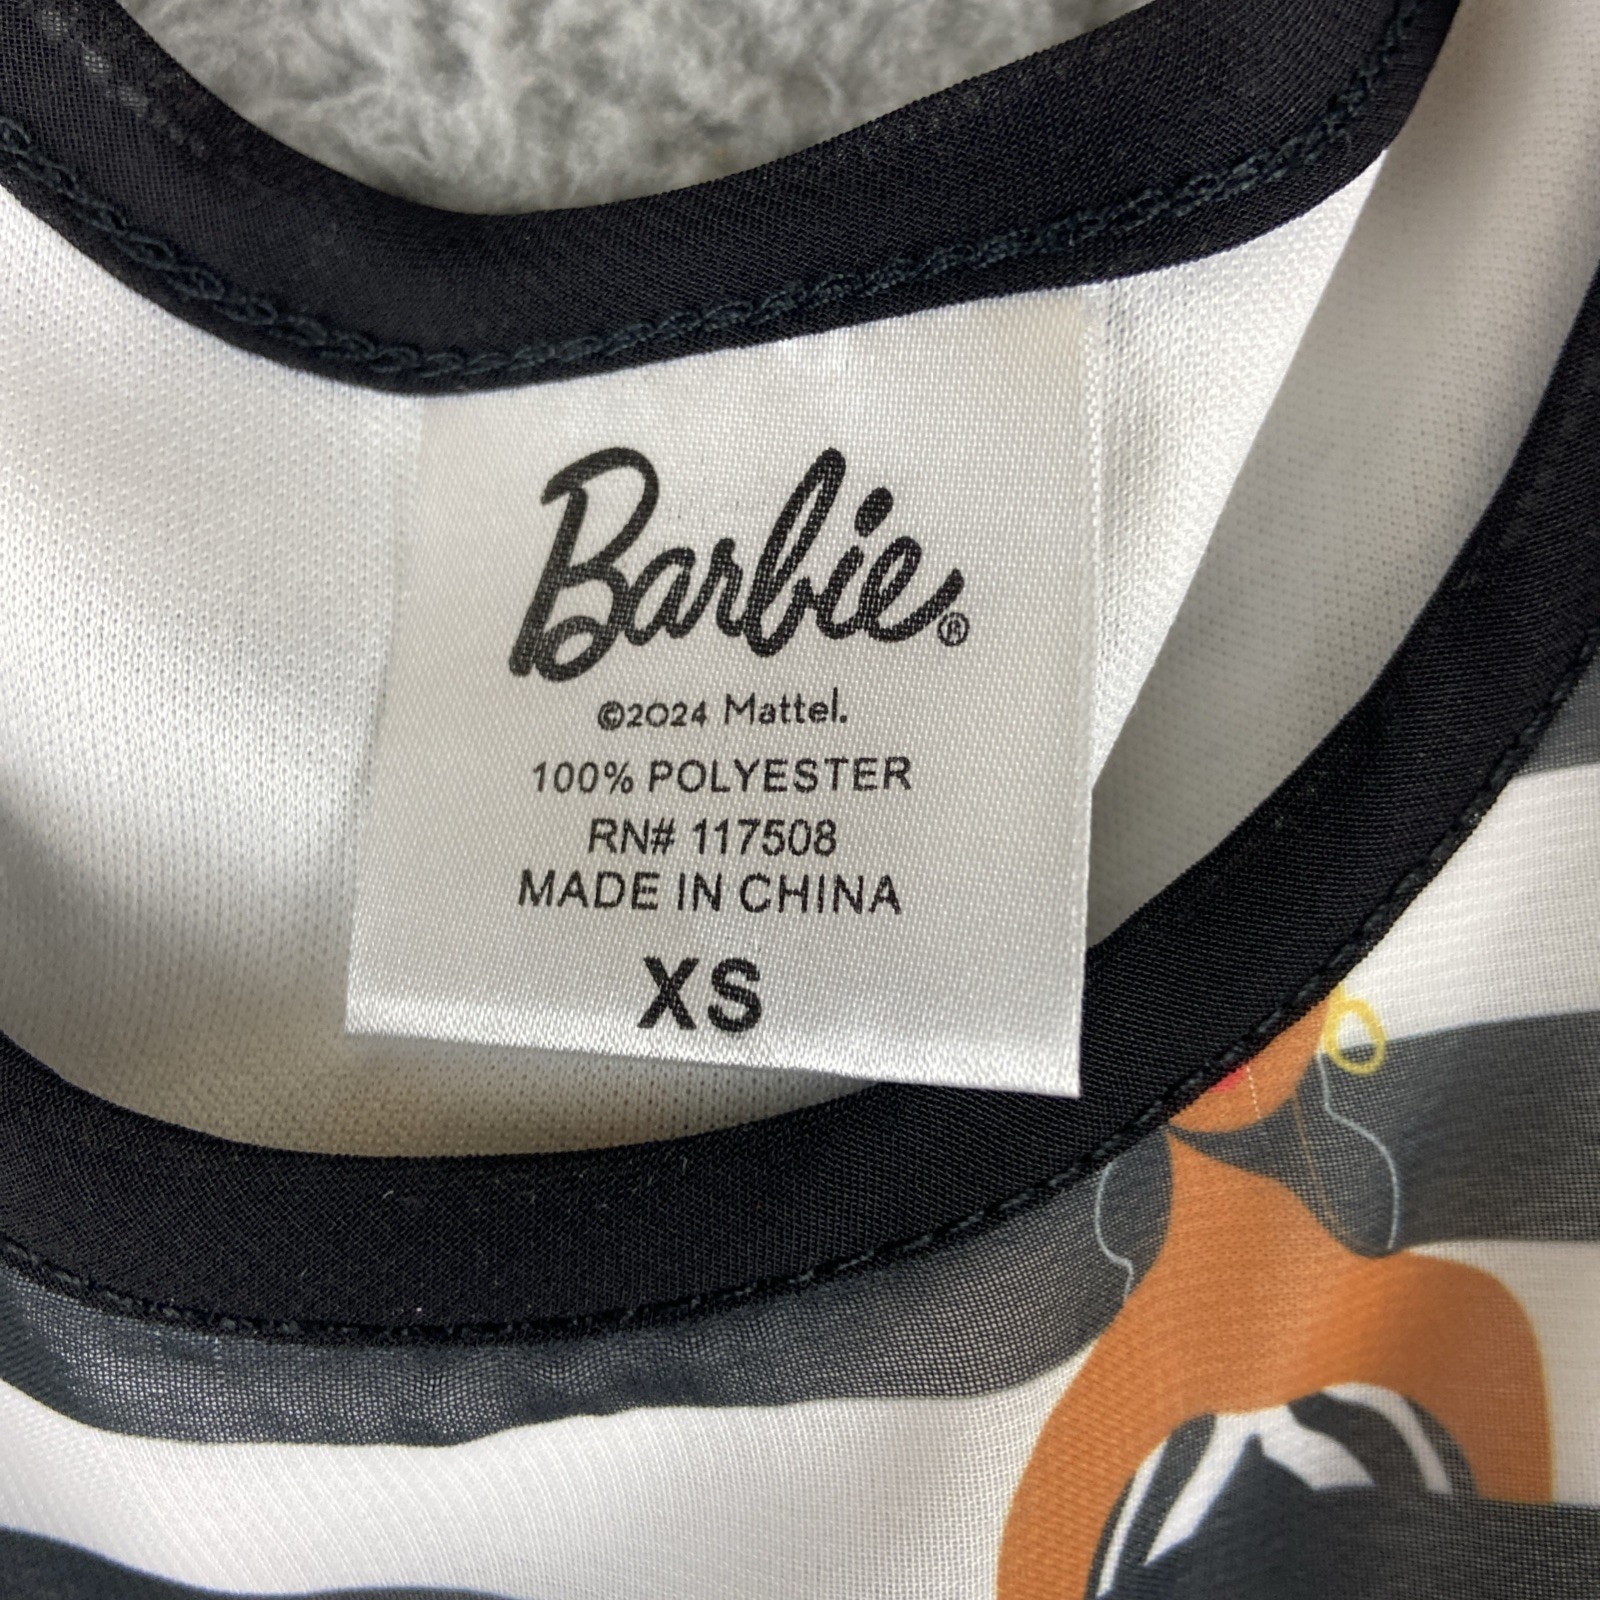 Barbie®
©2024 Mattel.
100% POLYESTER
RN# 117508
MADE IN CHINA
XS